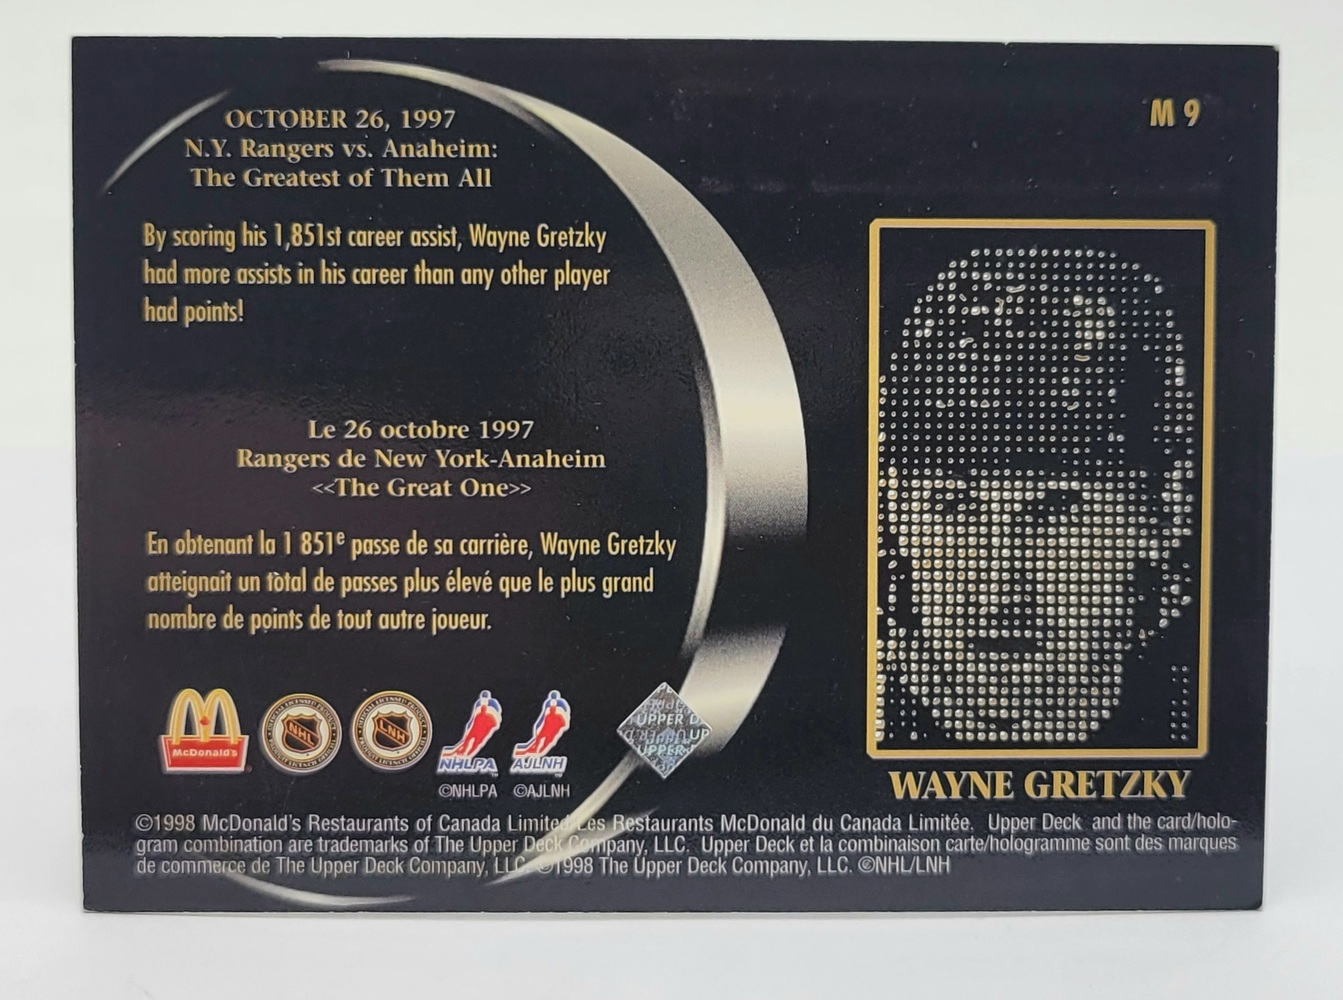 M 9
OCTOBER 26, 1997
N.Y. Rangers vs. Anaheim:
The Greatest of Them All
By scoring his 1,851st career assist, Wayne Gretzky
had more assists in his career than any other player
had points!
Le 26 octobre 1997
Rangers de New York-Anaheim
<<The Great One>>
En obtenant la 1 851e passe de sa carrière, Wayne Gretzky
atteignait un total de passes plus élevé que le plus grand
nombre de points de tout autre joueur.
WAYNE GRETZKY
McDonald's
NHL
LNH
NHLPA
AJLNH
UPPER D
UPPER
©NHLPA ©AJLNH
©1998 McDonald's Restaurants of Canada Limited/Les Restaurants McDonald du Canada Limitée. Upper Deck and the card/holo-
gram combination are trademarks of The Upper Deck Company, LLC. Upper Deck et la combinaison carte/hologramme sont des marques
de commerce de The Upper Deck Company, LLC. ©1998 The Upper Deck Company, LLC. ©NHL/LNH